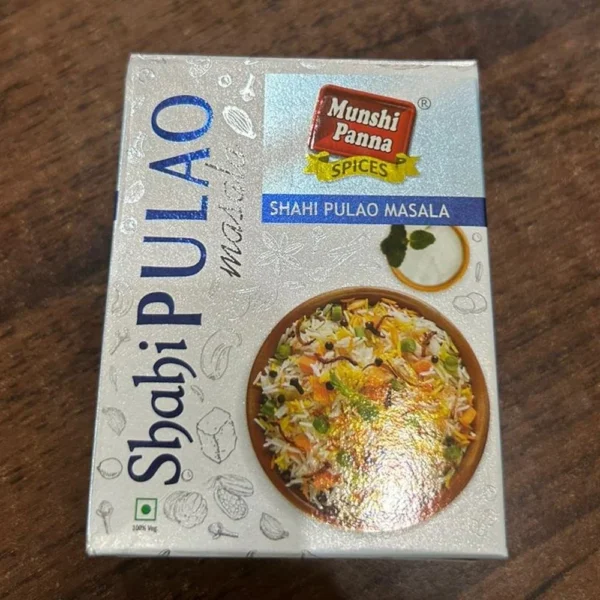 Munshi
Panna
®
SPICES
SHAHI PULAO MASALA
Shahi PULAO
masala
100% Veg.